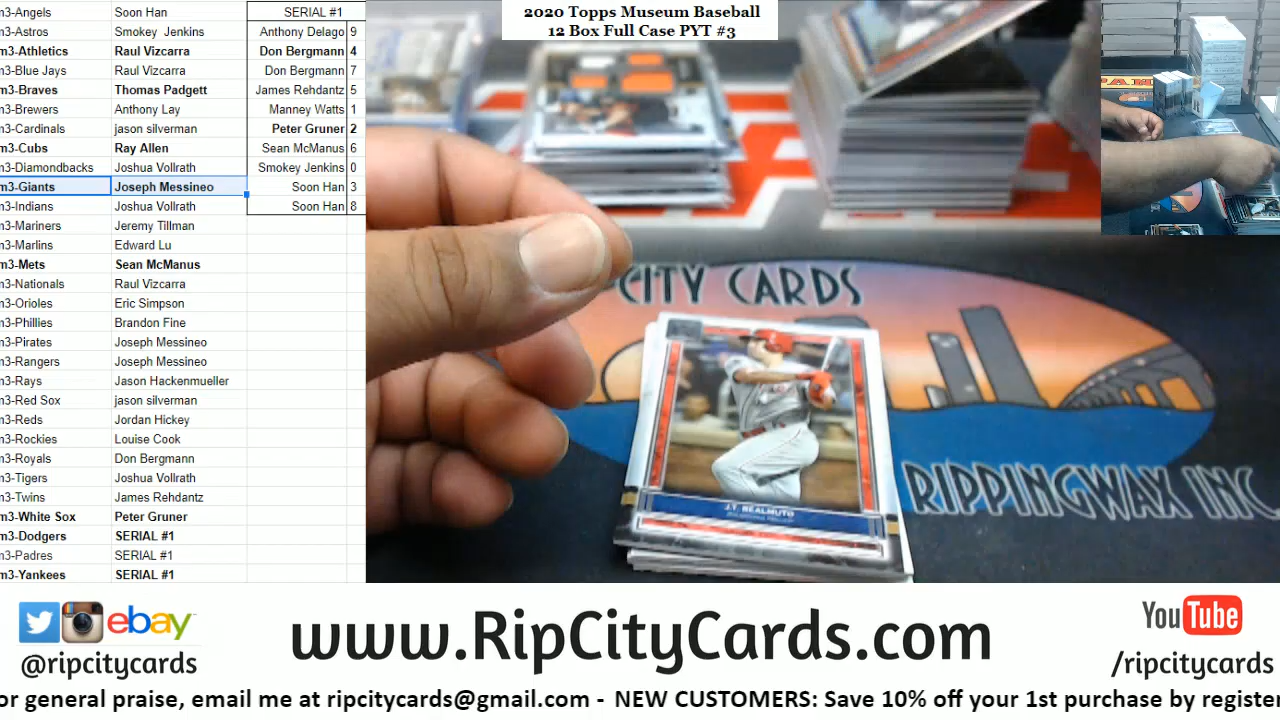 m3-Angels Soon Han SERIAL #1
m3-Astros Smokey Jenkins Anthony Delago 9
m3-Athletics Raul Vizcarra Don Bergmann 4
m3-Blue Jays Raul Vizcarra Don Bergmann 7
m3-Braves Thomas Padgett James Rehdantz 5
m3-Brewers Anthony Lay Manney Watts 1
m3-Cardinals jason silverman Peter Gruner 2
m3-Cubs Ray Allen Sean McManus 6
m3-Diamondbacks Joshua Vollrath Smokey Jenkins 0
m3-Giants Joseph Messineo Soon Han 3
m3-Indians Joshua Vollrath Soon Han 8
m3-Mariners Jeremy Tillman
m3-Marlins Edward Lu
m3-Mets Sean McManus
m3-Nationals Raul Vizcarra
m3-Orioles Eric Simpson
m3-Phillies Brandon Fine
m3-Pirates Joseph Messineo
m3-Rangers Joseph Messineo
m3-Rays Jason Hackenmueller
m3-Red Sox jason silverman
m3-Reds Jordan Hickey
m3-Rockies Louise Cook
m3-Royals Don Bergmann
m3-Tigers Joshua Vollrath
m3-Twins James Rehdantz
m3-White Sox Peter Gruner
m3-Dodgers SERIAL #1
m3-Padres SERIAL #1
m3-Yankees SERIAL #1
2020 Topps Museum Baseball
12 Box Full Case PYT #3
CITY CARDS
J.T. REALMUTO
RIPPINGWAX INC
ebay
@ripcitycards
www.RipCityCards.com
YouTube
/ripcitycards
or general praise, email me at ripcitycards@gmail.com - NEW CUSTOMERS: Save 10% off your 1st purchase by register